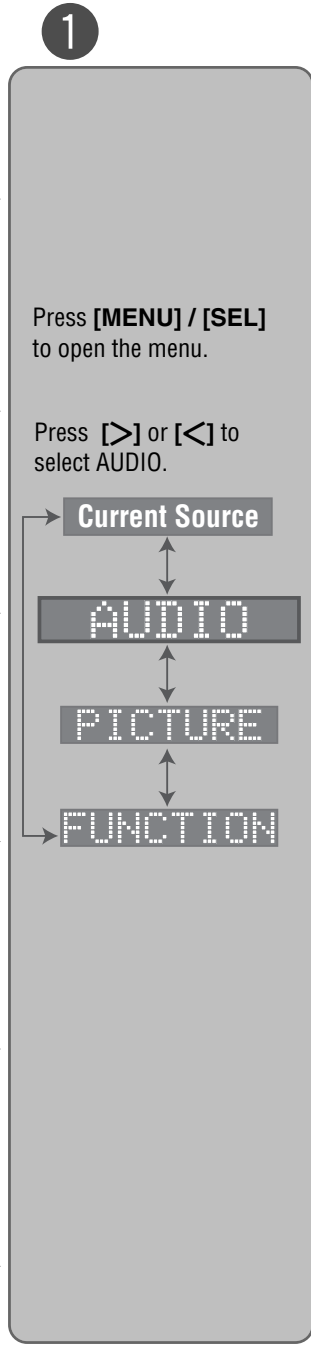 1
Press [MENU] / [SEL]
to open the menu.
Press [>] or [<] to
select AUDIO.
Current Source
AUDIO
PICTURE
FUNCTION